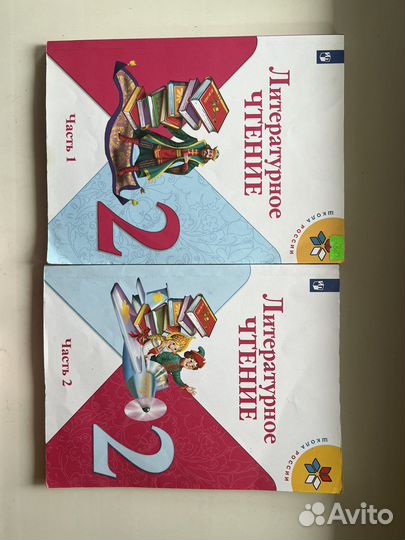 Литературное
ЧТЕНИЕ
2
Часть 1
ШКОЛА РОССИИ
Литературное
ЧТЕНИЕ
2
Часть 2
ШКОЛА РОССИИ
Avito